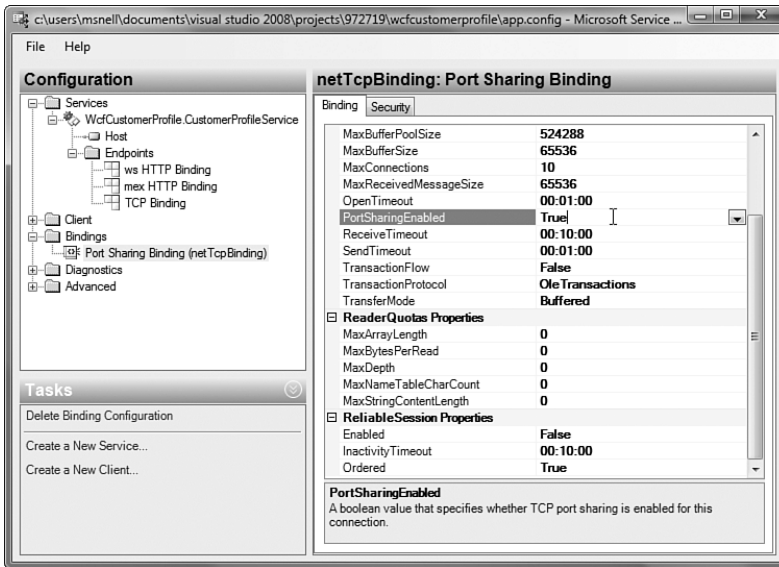 c:\users\msnell\documents\visual studio 2008\projects\972719\wcfcustomerprofile\app.config - Microsoft Service ...
File Edit Help
Configuration
Services
WcfCustomerProfile.CustomerProfileService
Host
Endpoints
ws HTTP Binding
mex HTTP Binding
TCP Binding
Client
Bindings
Port Sharing Binding (netTcpBinding)
Diagnostics
Advanced
Tasks
Delete Binding Configuration
Create a New Service...
Create a New Client...
netTcpBinding: Port Sharing Binding
Binding Security
MaxBufferPoolSize 524288
MaxBufferSize 65536
MaxConnections 10
MaxReceivedMessageSize 65536
OpenTimeout 00:01:00
PortSharingEnabled True
ReceiveTimeout 00:10:00
SendTimeout 00:01:00
TransactionFlow False
TransactionProtocol OleTransactions
TransferMode Buffered
ReaderQuotas Properties
MaxArrayLength 0
MaxBytesPerRead 0
MaxDepth 0
MaxNameTableCharCount 0
MaxStringContentLength 0
ReliableSession Properties
Enabled False
InactivityTimeout 00:10:00
Ordered True
PortSharingEnabled
A boolean value that specifies whether TCP port sharing is enabled for this
connection.